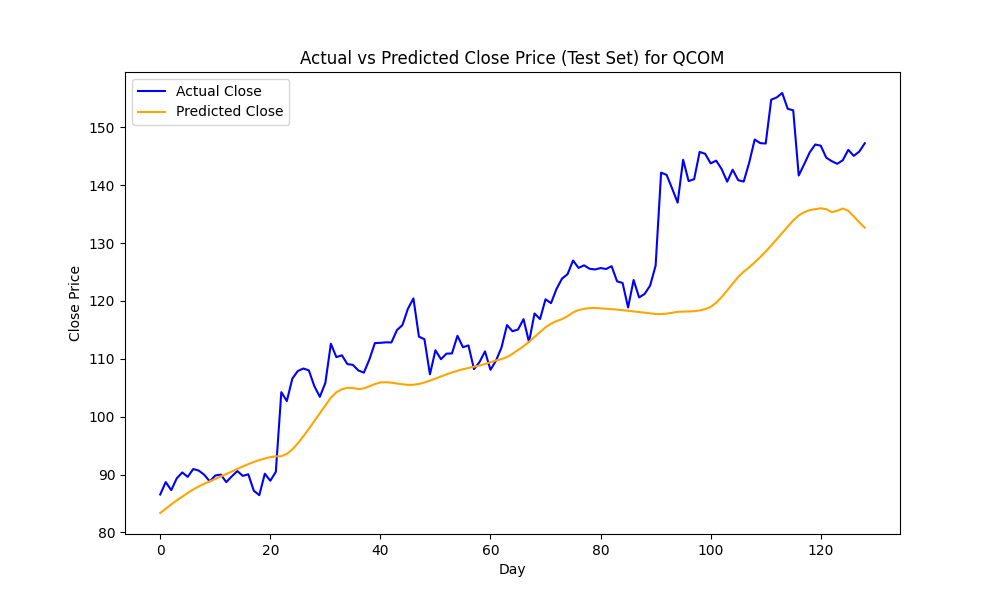 Actual vs Predicted Close Price (Test Set) for QCOM
Actual Close
Predicted Close
Close Price
150
140
130
120
110
100
90
80
0 20 40 60 80 100 120
Day